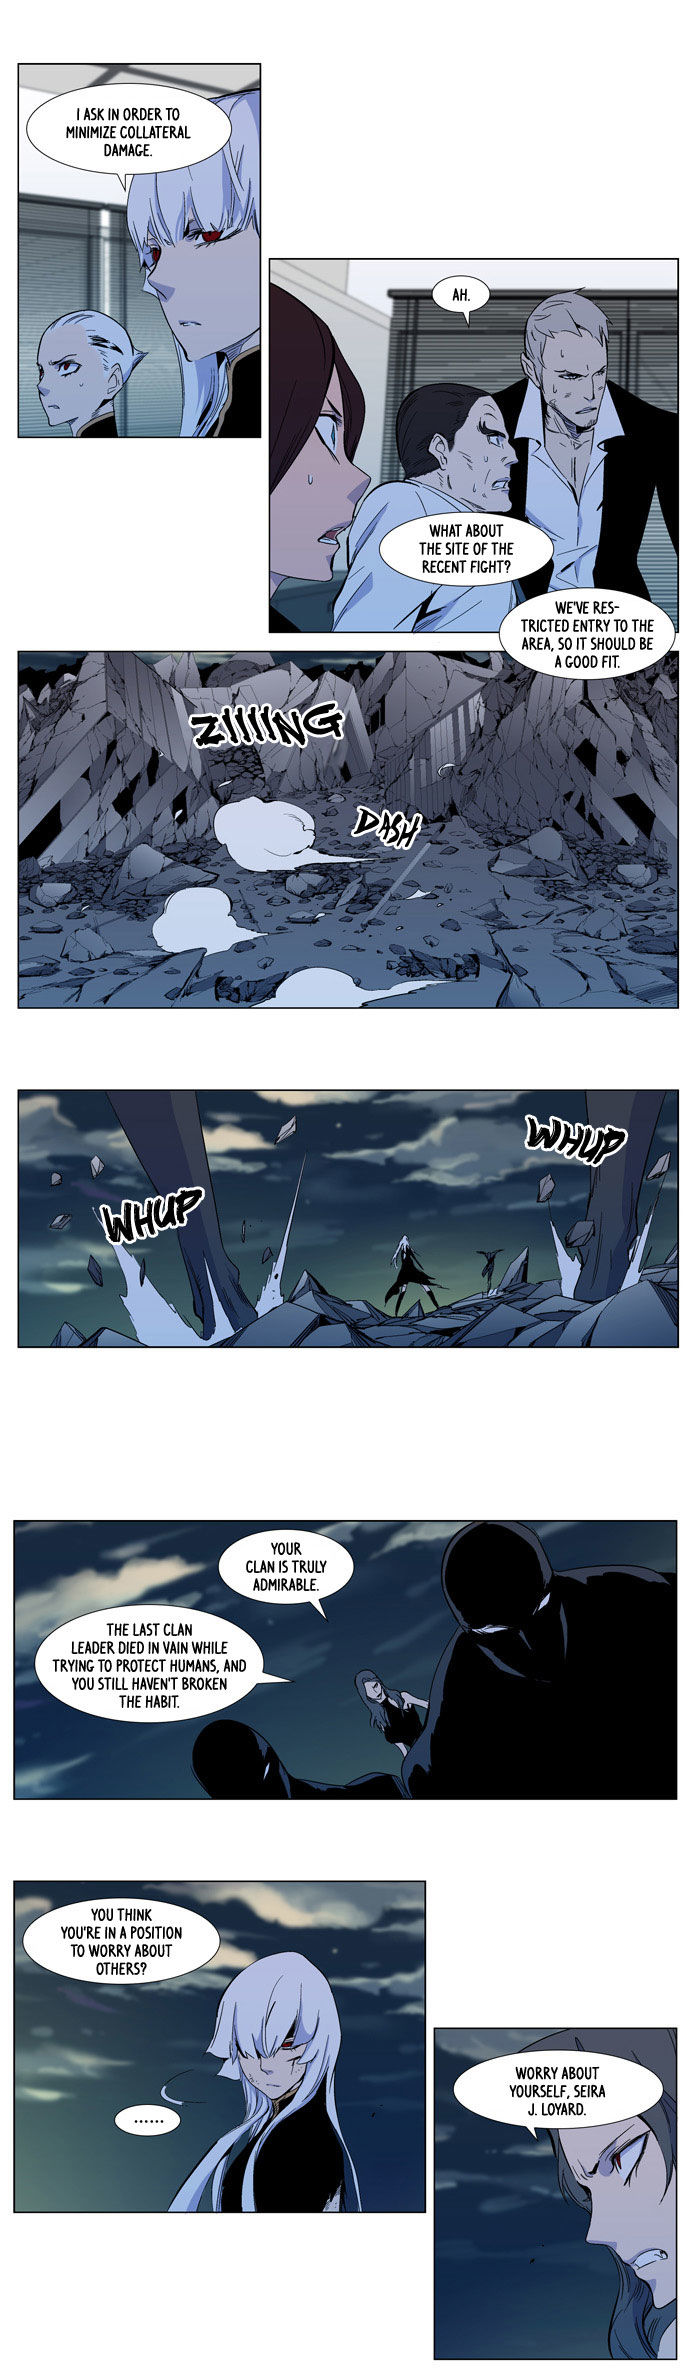 I ASK IN ORDER TO
MINIMIZE COLLATERAL
DAMAGE.
AH.
WHAT ABOUT
THE SITE OF THE
RECENT FIGHT?
WE'VE RES-
TRICTED ENTRY TO THE
AREA, SO IT SHOULD BE
A GOOD FIT.
ZIIIING
DASH
WHUP
WHUP
YOUR
CLAN IS TRULY
ADMIRABLE.
THE LAST CLAN
LEADER DIED IN VAIN WHILE
TRYING TO PROTECT HUMANS, AND
YOU STILL HAVEN'T BROKEN
THE HABIT.
YOU THINK
YOU'RE IN A POSITION
TO WORRY ABOUT
OTHERS?
......
WORRY ABOUT
YOURSELF, SEIRA
J. LOYARD.